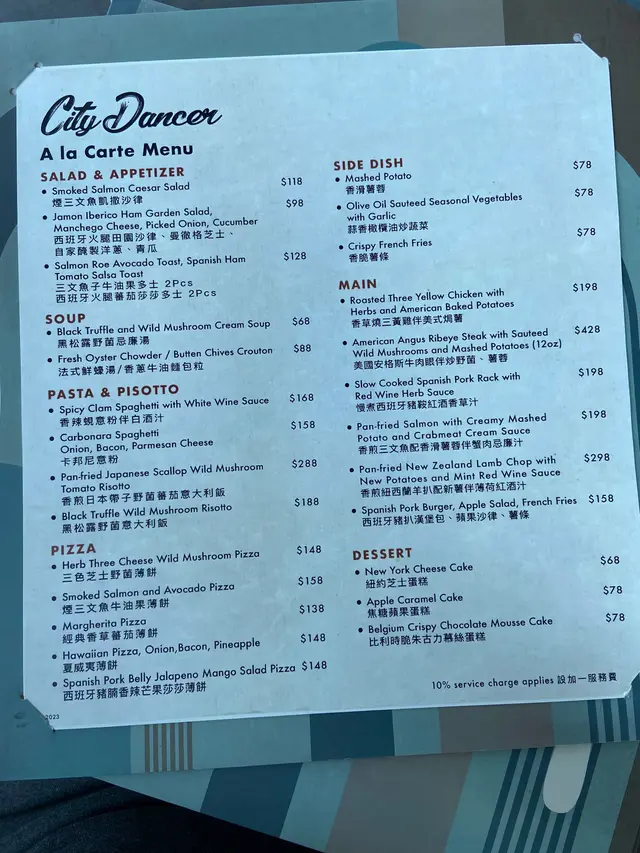 City Dancer
A la Carte Menu
SALAD & APPETIZER
• Smoked Salmon Caesar Salad $118
煙三文魚凱撒沙律
• Jamon Iberico Ham Garden Salad, $98
Manchego Cheese, Picked Onion, Cucumber
西班牙火腿田園沙律、曼徹格芝士、
自家醃製洋蔥、青瓜
• Salmon Roe Avocado Toast, Spanish Ham $128
Tomato Salsa Toast
三文魚子牛油果多士 2Pcs
西班牙火腿蕃茄莎莎多士 2Pcs
SOUP
• Black Truffle and Wild Mushroom Cream Soup $68
黑松露野菌忌廉湯
• Fresh Oyster Chowder / Butten Chives Crouton $88
法式鮮蠔湯/香蔥牛油麵包粒
PASTA & PISOTTO
• Spicy Clam Spaghetti with White Wine Sauce $168
香辣蜆意粉伴白酒汁
• Carbonara Spaghetti $158
Onion, Bacon, Parmesan Cheese
卡邦尼意粉
• Pan-fried Japanese Scallop Wild Mushroom $288
Tomato Risotto
香煎日本帶子野菌蕃茄意大利飯
• Black Truffle Wild Mushroom Risotto $188
黑松露野菌意大利飯
PIZZA
• Herb Three Cheese Wild Mushroom Pizza $148
三色芝士野菌薄餅
• Smoked Salmon and Avocado Pizza $158
煙三文魚牛油果薄餅
• Margherita Pizza $138
經典香草蕃茄薄餅
• Hawaiian Pizza, Onion,Bacon, Pineapple $148
夏威夷薄餅
• Spanish Pork Belly Jalapeno Mango Salad Pizza $148
西班牙豬腩香辣芒果莎莎薄餅
2023
SIDE DISH
• Mashed Potato $78
香滑薯蓉
• Olive Oil Sauteed Seasonal Vegetables $78
with Garlic
蒜香橄欖油炒蔬菜
• Crispy French Fries $78
香脆薯條
MAIN
• Roasted Three Yellow Chicken with $198
Herbs and American Baked Potatoes
香草燒三黃雞伴美式焗薯
• American Angus Ribeye Steak with Sauteed $428
Wild Mushrooms and Mashed Potatoes (12oz)
美國安格斯牛肉眼伴炒野菌、薯蓉
• Slow Cooked Spanish Pork Rack with $198
Red Wine Herb Sauce
慢煮西班牙豬鞍紅酒香草汁
• Pan-fried Salmon with Creamy Mashed $198
Potato and Crabmeat Cream Sauce
香煎三文魚配香滑薯蓉伴蟹肉忌廉汁
• Pan-fried New Zealand Lamb Chop with $298
New Potatoes and Mint Red Wine Sauce
香煎紐西蘭羊扒配新薯伴薄荷紅酒汁
• Spanish Pork Burger, Apple Salad, French Fries $158
西班牙豬扒漢堡包、蘋果沙律、薯條
DESSERT
• New York Cheese Cake $68
紐約芝士蛋糕
• Apple Caramel Cake $78
焦糖蘋果蛋糕
• Belgium Crispy Chocolate Mousse Cake $78
比利時脆朱古力慕絲蛋糕
10% service charge applies 設加一服務費